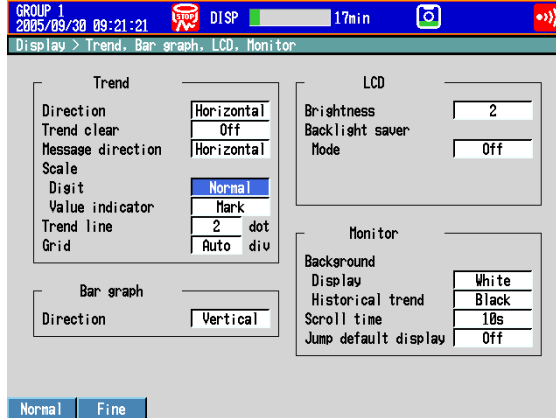 GROUP 1
2005/09/30 09:21:21
STOP
DISP
17min
Display > Trend, Bar graph, LCD, Monitor
Trend
Direction Horizontal
Trend clear Off
Message direction Horizontal
Scale
Digit Normal
Value indicator Mark
Trend line 2 dot
Grid Auto div
Bar graph
Direction Vertical
LCD
Brightness 2
Backlight saver
Mode Off
Monitor
Background
Display White
Historical trend Black
Scroll time 10s
Jump default display Off
Normal Fine